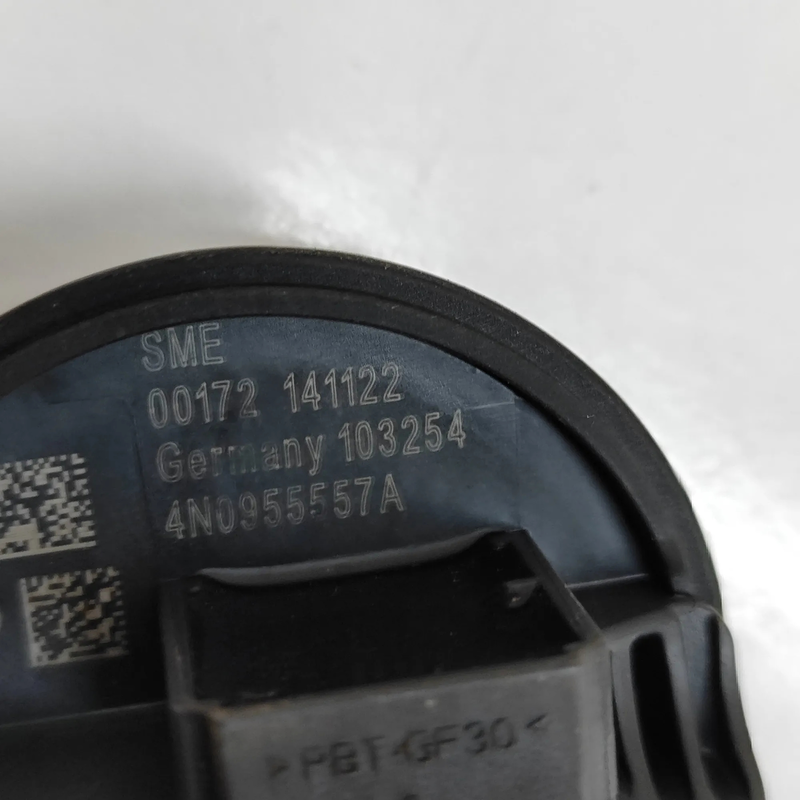 SME
00172 141122
Germany 103254
4N0955557A
>PBT-GF30<